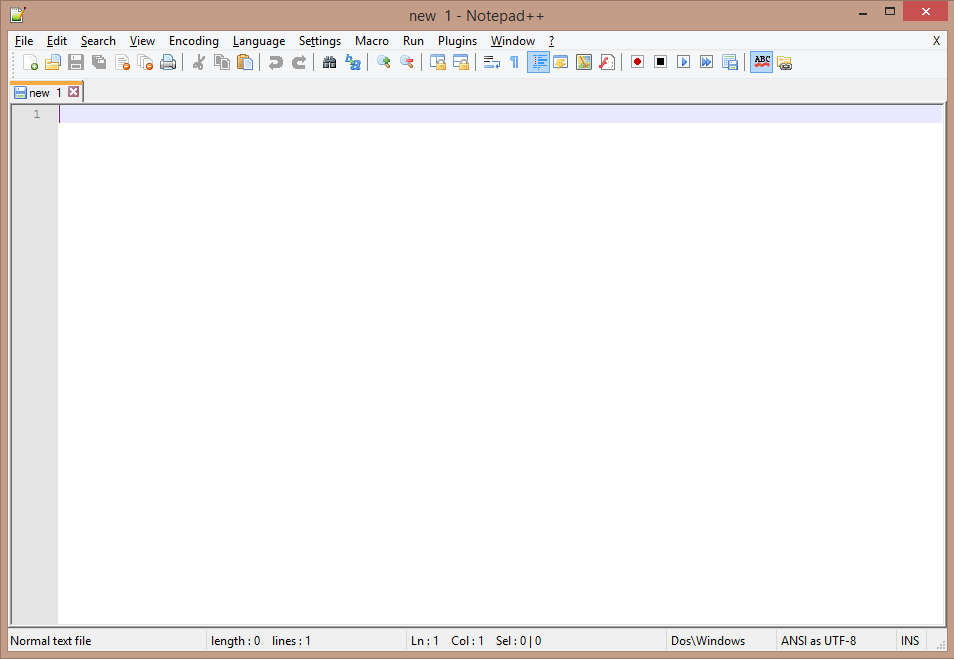 new 1 - Notepad++
File Edit Search View Encoding Language Settings Macro Run Plugins Window ? X
ABC
new 1
1
Normal text file length : 0 lines : 1 Ln : 1 Col : 1 Sel : 0 | 0 Dos\Windows ANSI as UTF-8 INS